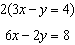 2(3x – y = 4)
6x – 2y = 8